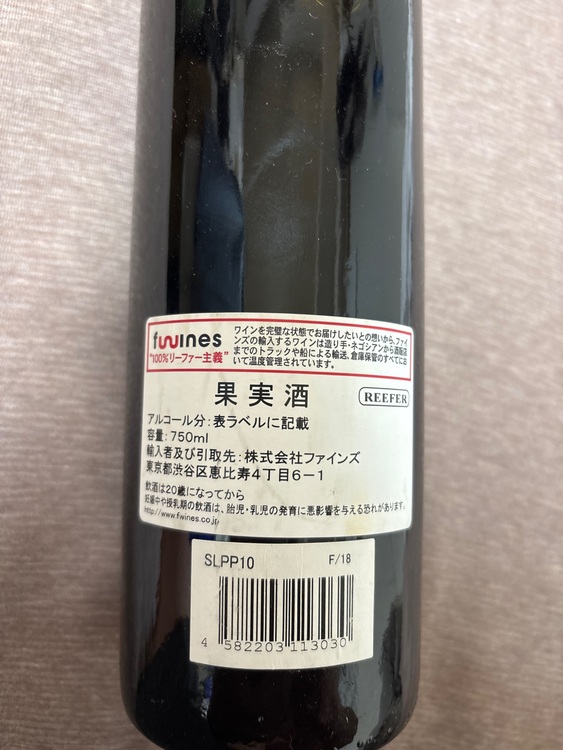 fwines
"100%リーファー主義"
ワインを完璧な状態でお届けしたいとの想いから、ファイ
ンズの輸入するワインは造り手・ネゴシアンから酒販店
までのトラックや船による輸送、倉庫保管のすべてにお
いて温度管理されています。
果実酒
REEFER
アルコール分:表ラベルに記載
容量:750ml
輸入者及び引取先:株式会社ファインズ
東京都渋谷区恵比寿4丁目6−1
飲酒は20歳になってから
妊娠中や授乳期の飲酒は、胎児・乳児の発育に悪影響を与える恐れがあります。
http://www.fwines.co.jp
SLPP10 F/18
4 582203 113030